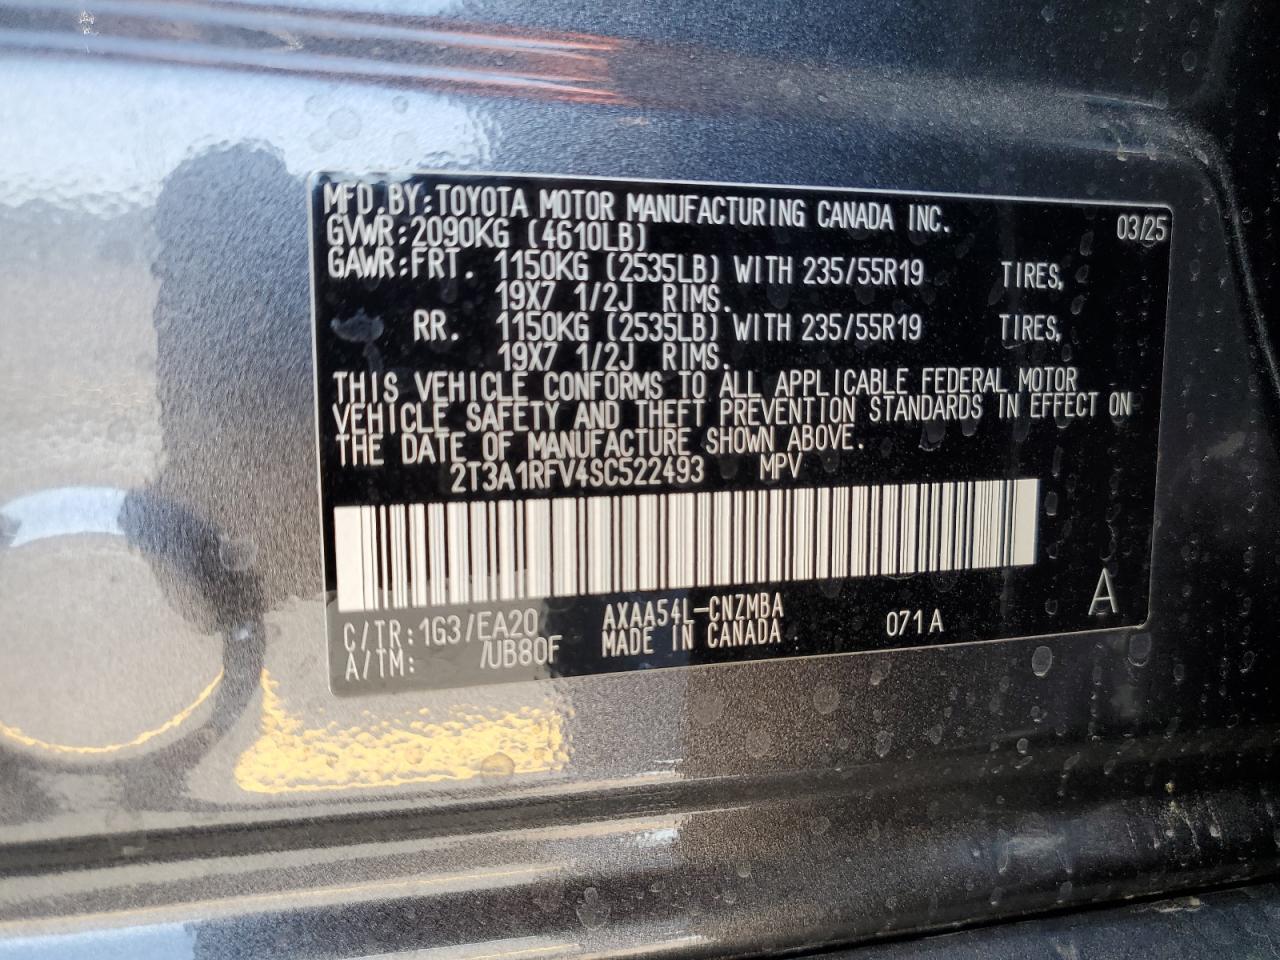 MFD BY:TOYOTA MOTOR MANUFACTURING CANADA INC. 03/25
GVWR:2090KG (4610LB)
GAWR:FRT. 1150KG (2535LB) WITH 235/55R19 TIRES,
19X7 1/2J RIMS.
RR. 1150KG (2535LB) WITH 235/55R19 TIRES,
19X7 1/2J RIMS.
THIS VEHICLE CONFORMS TO ALL APPLICABLE FEDERAL MOTOR
VEHICLE SAFETY AND THEFT PREVENTION STANDARDS IN EFFECT ON
THE DATE OF MANUFACTURE SHOWN ABOVE.
2T3A1RFV4SC522493 MPV
C/TR:1G3/EA20 AXAA54L-CNZMBA 071A A
A/TM: /UB80F MADE IN CANADA